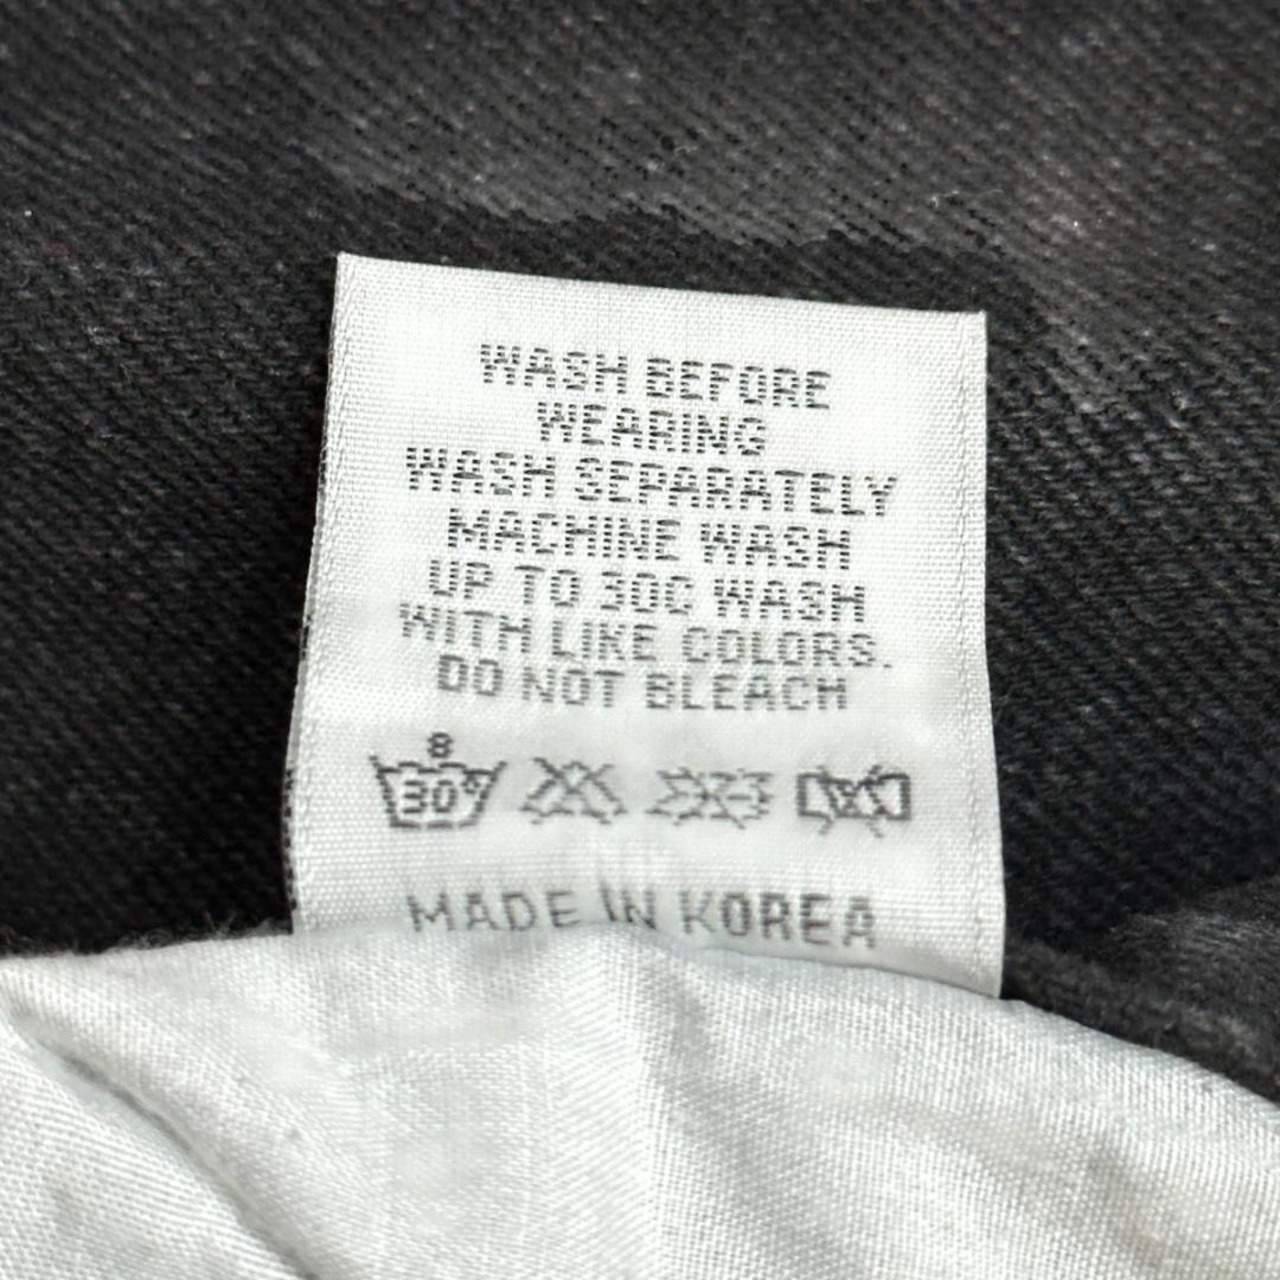 WASH BEFORE
WEARING
WASH SEPARATELY
MACHINE WASH
UP TO 30C WASH
WITH LIKE COLORS.
DO NOT BLEACH
8
30°
MADE IN KOREA